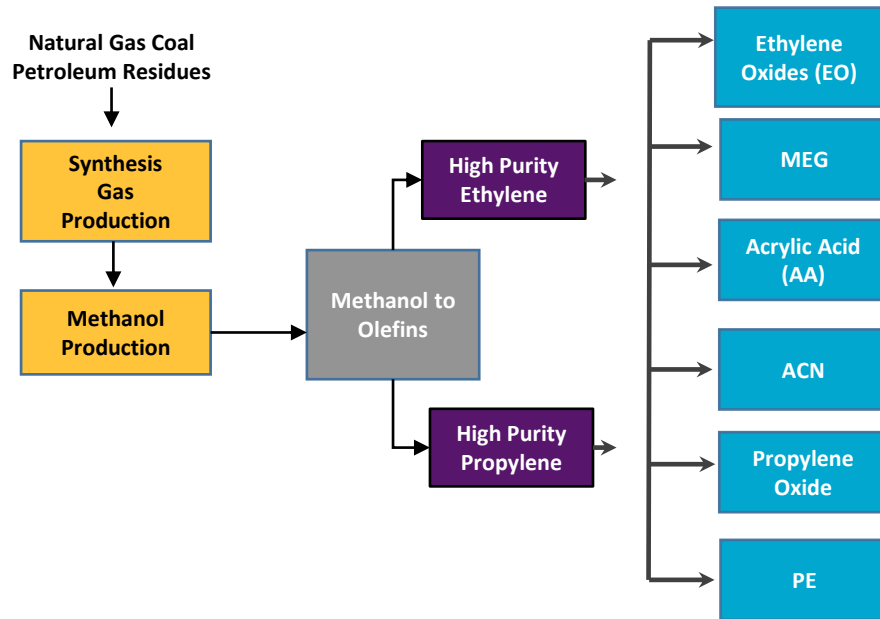 Natural Gas Coal
Petroleum Residues
Synthesis
Gas
Production
Methanol
Production
Methanol to
Olefins
High Purity
Ethylene
High Purity
Propylene
Ethylene
Oxides (EO)
MEG
Acrylic Acid
(AA)
ACN
Propylene
Oxide
PE